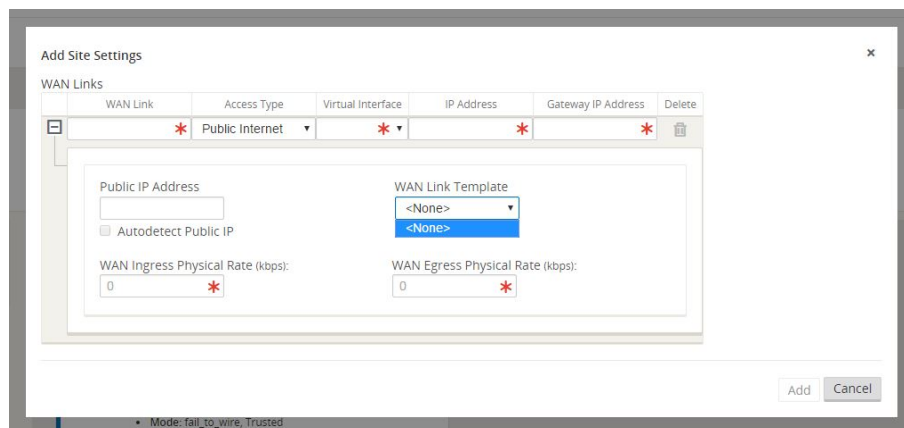 Add Site Settings
×
WAN Links
WAN Link Access Type Virtual Interface IP Address Gateway IP Address Delete
Public Internet
Public IP Address WAN Link Template
<None>
Autodetect Public IP <None>
WAN Ingress Physical Rate (kbps): WAN Egress Physical Rate (kbps):
0 0
Add Cancel
• Mode: fail_to_wire, Trusted